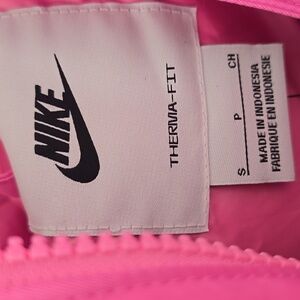 NIKE
THERMA-FIT
S P CH
MADE IN INDONESIA
FABRIQUE EN INDONESIE